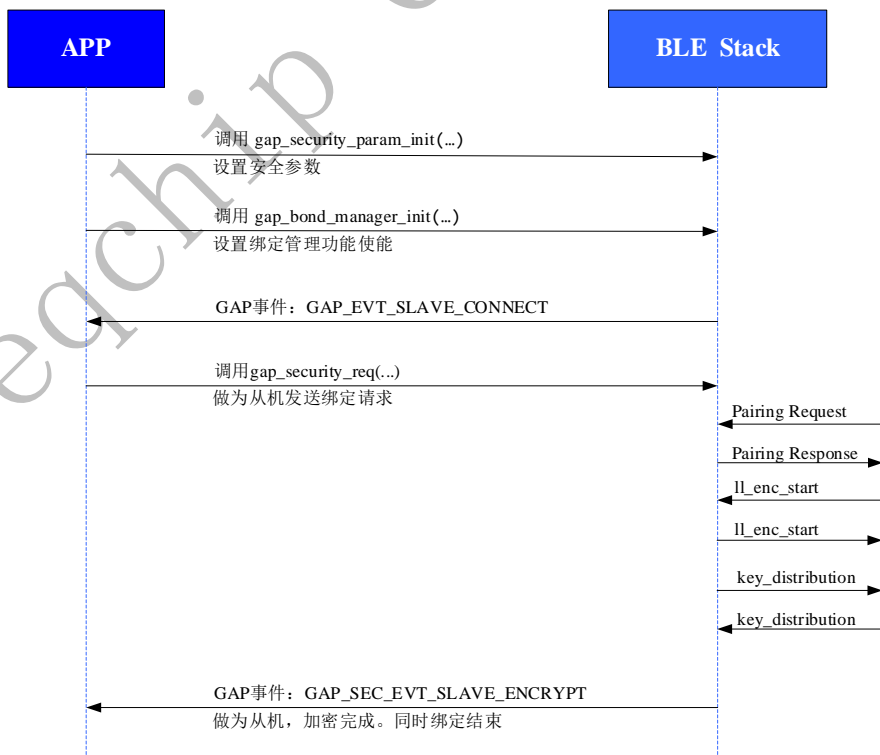 APP
BLE Stack
调用 gap_security_param_init(…)
设置安全参数
调用 gap_bond_manager_init(…)
设置绑定管理功能使能
GAP事件：GAP_EVT_SLAVE_CONNECT
调用gap_security_req(...)
做为从机发送绑定请求
Pairing Request
Pairing Response
ll_enc_start
ll_enc_start
key_distribution
key_distribution
GAP事件：GAP_SEC_EVT_SLAVE_ENCRYPT
做为从机，加密完成。同时绑定结束
eqchip